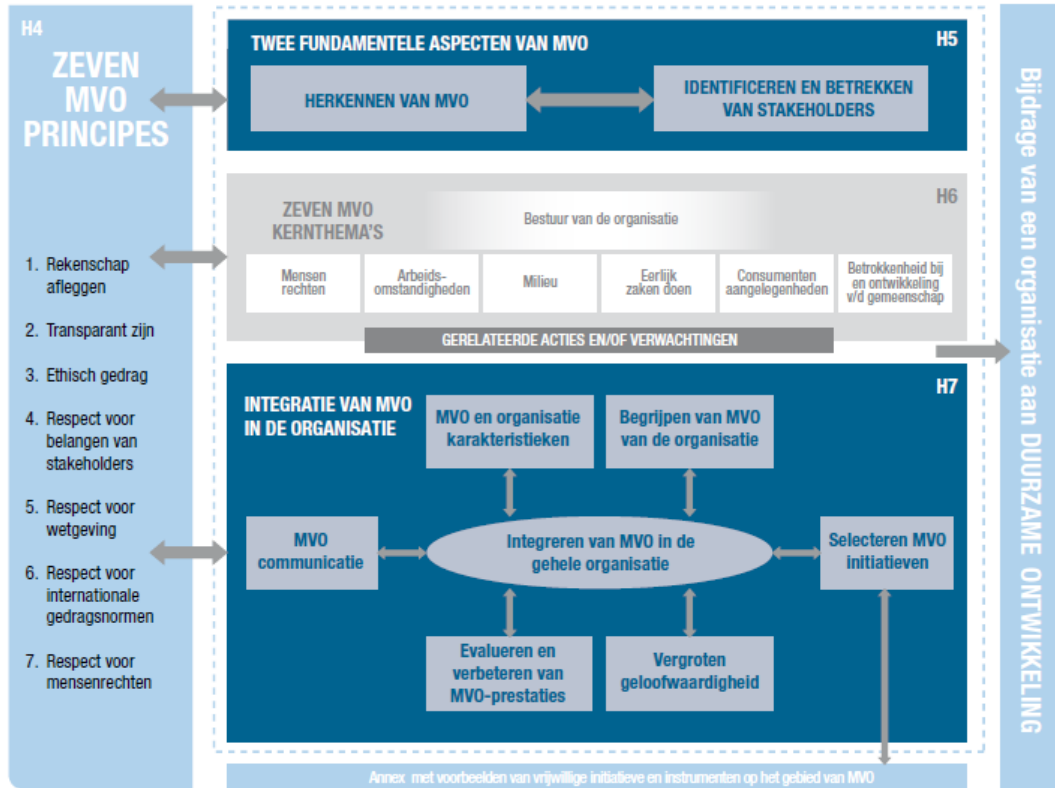 H4
ZEVEN
MVO
PRINCIPES
1. Rekenschap
afleggen
2. Transparant zijn
3. Ethisch gedrag
4. Respect voor
belangen van
stakeholders
5. Respect voor
wetgeving
6. Respect voor
internationale
gedragsnormen
7. Respect voor
mensenrechten
TWEE FUNDAMENTELE ASPECTEN VAN MVO
H5
HERKENNEN VAN MVO
IDENTIFICEREN EN BETREKKEN
VAN STAKEHOLDERS
ZEVEN MVO
KERNTHEMA'S
Bestuur van de organisatie
H6
Mensen
rechten
Arbeids-
omstandigheden
Milieu
Eerlijk
zaken doen
Consumenten
aangelegenheden
Betrokkenheid bij
en ontwikkeling
v/d gemeenschap
GERELATEERDE ACTIES EN/OF VERWACHTINGEN
H7
INTEGRATIE VAN MVO
IN DE ORGANISATIE
MVO en organisatie
karakteristieken
Begrijpen van MVO
van de organisatie
MVO
communicatie
Integreren van MVO in de
gehele organisatie
Selecteren MVO
initiatieven
Evalueren en
verbeteren van
MVO-prestaties
Vergroten
geloofwaardigheid
Annex met voorbeelden van vrijwillige initiatieve en instrumenten op het gebied van MVO
Bijdrage van een organisatie aan DUURZAME ONTWIKKELING